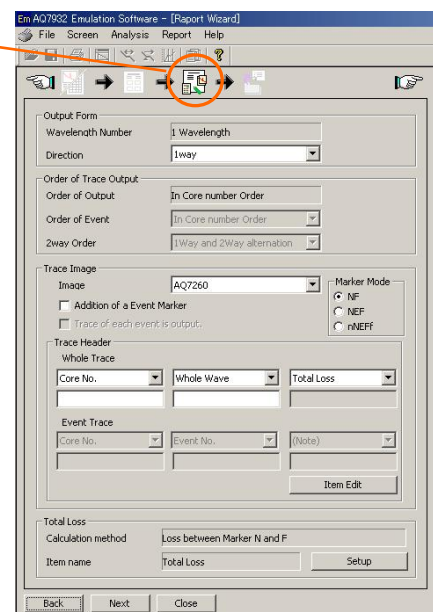 Em AQ7932 Emulation Software - [Raport Wizard]
File Screen Analysis Report Help
Output Form
Wavelength Number 1 Wavelength
Direction 1way
Order of Trace Output
Order of Output In Core number Order
Order of Event In Core number Order
2way Order 1Way and 2Way alternation
Trace Image
Image AQ7260
Marker Mode
NF
Addition of a Event Marker
NEF
Trace of each event is output.
nNEFf
Trace Header
Whole Trace
Core No. Whole Wave Total Loss
Event Trace
Core No. Event No. (Note)
Item Edit
Total Loss
Calculation method Loss between Marker N and F
Item name Total Loss Setup
Back Next Close